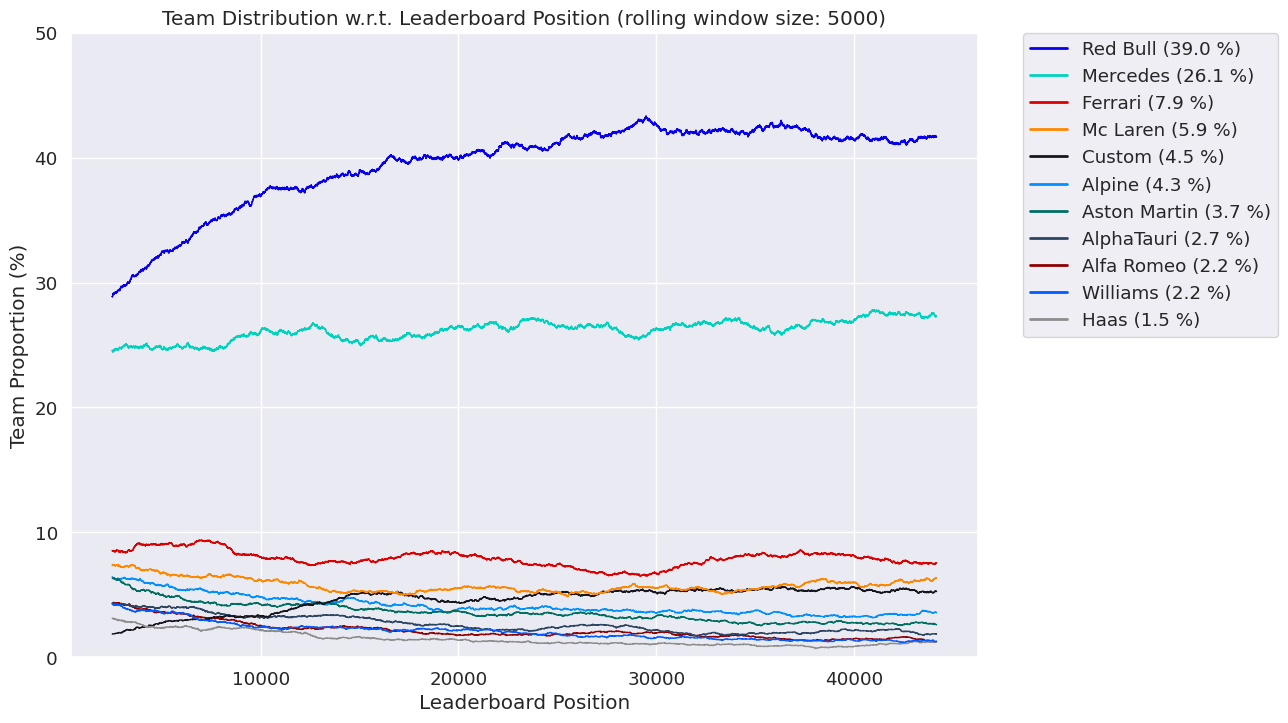 Team Distribution w.r.t. Leaderboard Position (rolling window size: 5000)
50
40
30
20
10
0
Team Proportion (%)
10000
20000
30000
40000
Leaderboard Position
Red Bull (39.0 %)
Mercedes (26.1 %)
Ferrari (7.9 %)
Mc Laren (5.9 %)
Custom (4.5 %)
Alpine (4.3 %)
Aston Martin (3.7 %)
AlphaTauri (2.7 %)
Alfa Romeo (2.2 %)
Williams (2.2 %)
Haas (1.5 %)